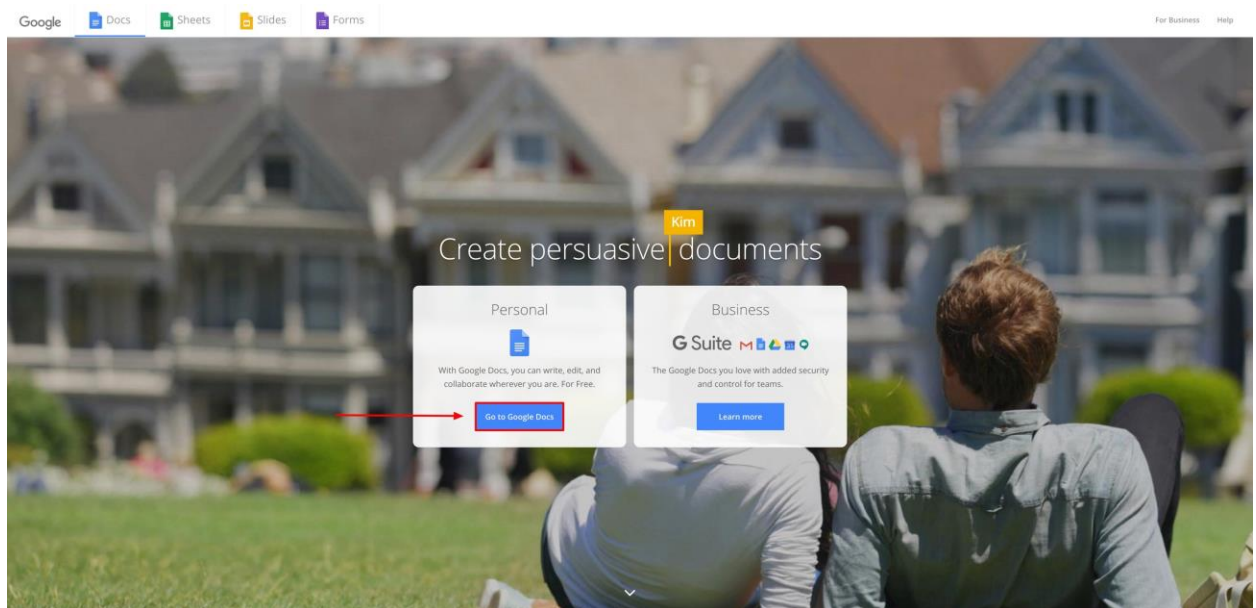 Google Docs Sheets Slides Forms For Business Help
Kim
Create persuasive documents
Personal
With Google Docs, you can write, edit, and
collaborate wherever you are. For Free.
Go to Google Docs
Business
G Suite
The Google Docs you love with added security
and control for teams.
Learn more